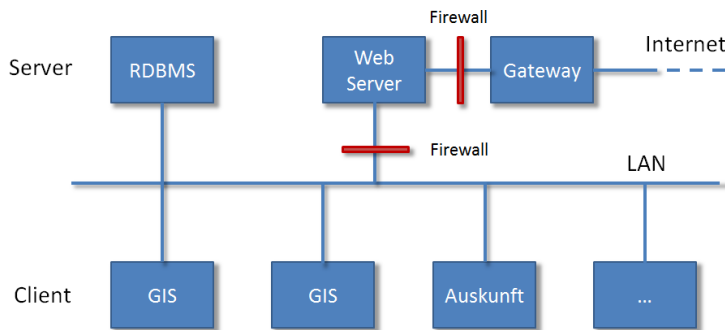 Firewall
Internet
Server
RDBMS
Web
Server
Gateway
Firewall
LAN
Client
GIS
GIS
Auskunft
...